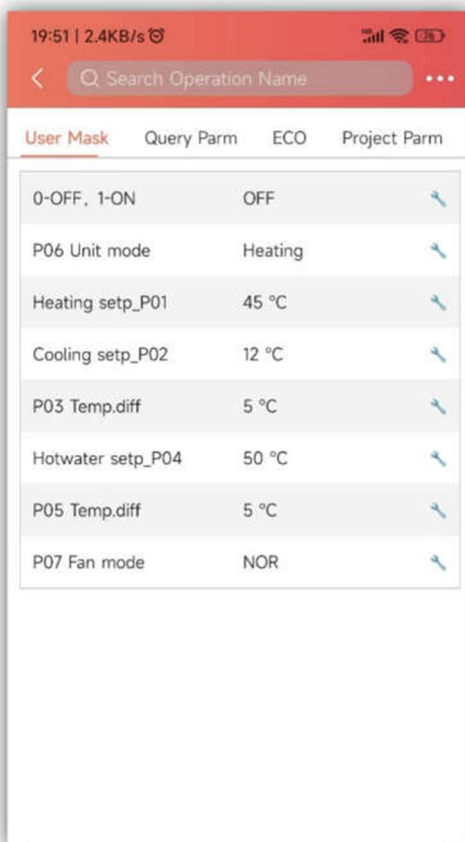 19:51 | 2.4KB/s
Search Operation Name
User Mask Query Parm ECO Project Parm
0-OFF, 1-ON OFF
P06 Unit mode Heating
Heating setp_P01 45 °C
Cooling setp_P02 12 °C
P03 Temp.diff 5 °C
Hotwater setp_P04 50 °C
P05 Temp.diff 5 °C
P07 Fan mode NOR